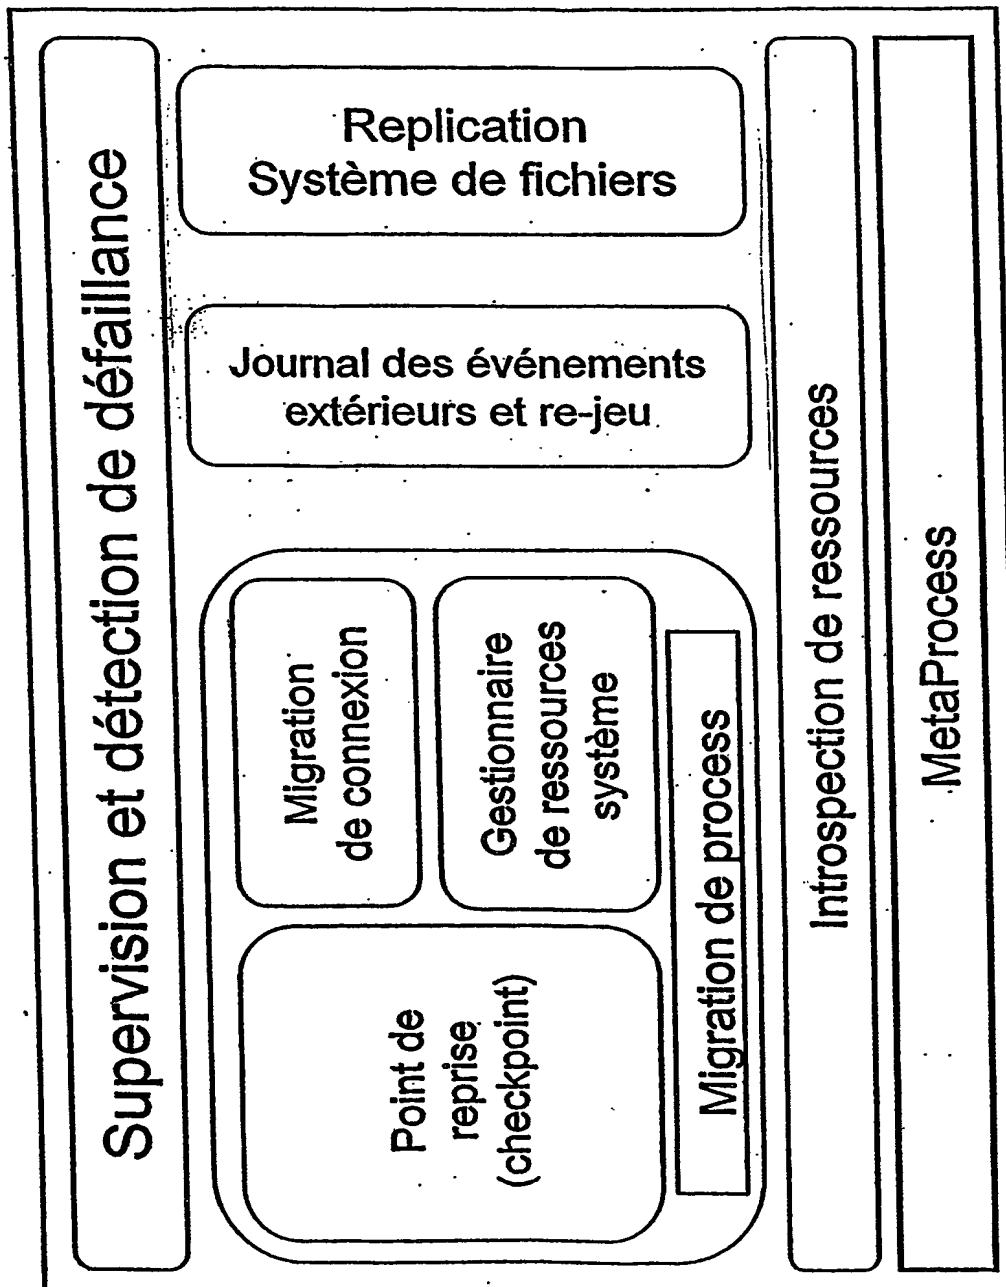 Supervision et détection de défaillance
Replication
Système de fichiers
Journal des événements
extérieurs et re-jeu
Migration
de connexion
Gestionnaire
de ressources
système
Point de
reprise
(checkpoint)
Migration de process
Introspection de ressources
MetaProcess